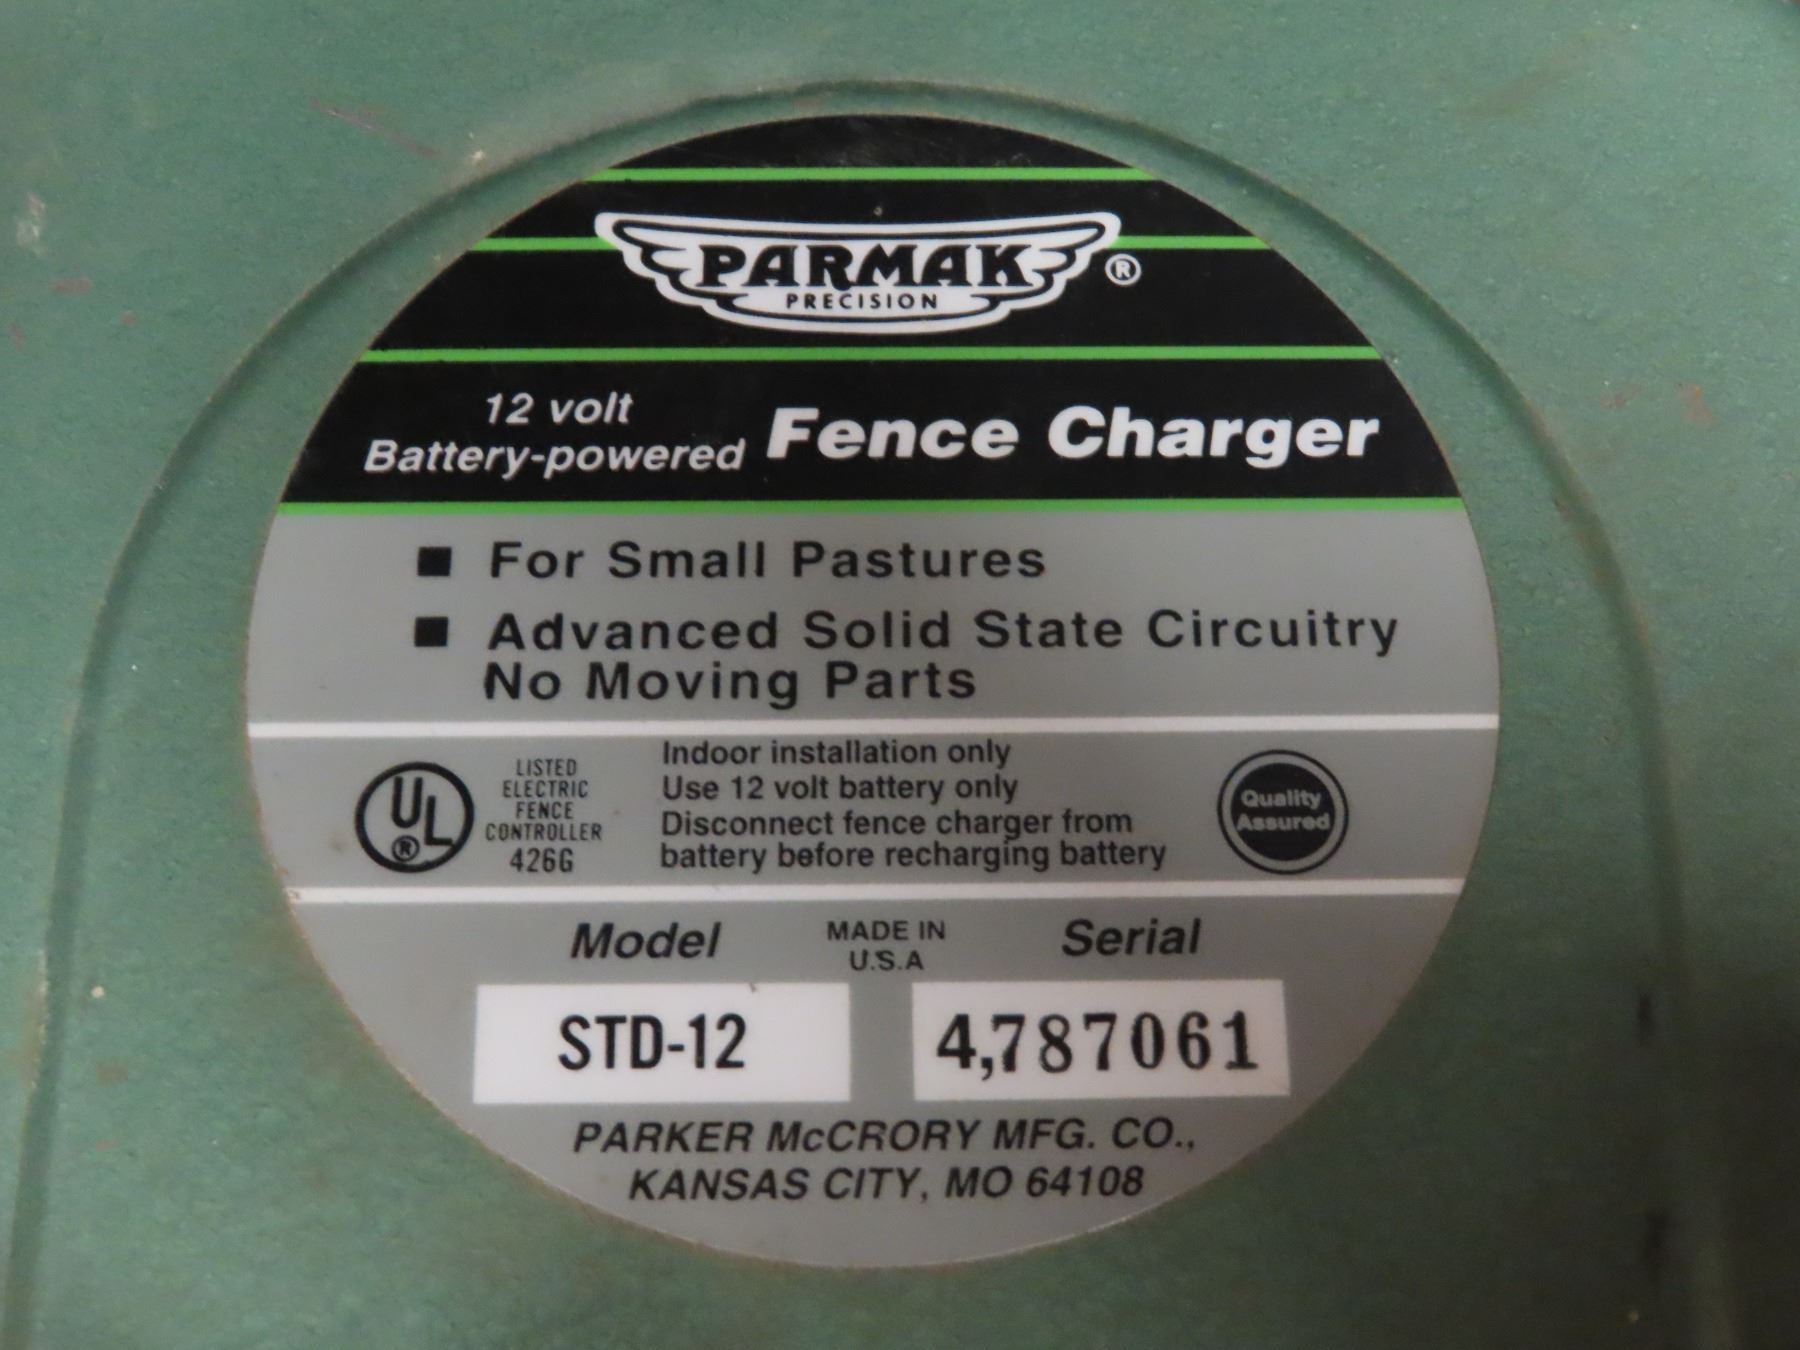 PARMAK ®
PRECISION
12 volt
Battery-powered Fence Charger
■ For Small Pastures
■ Advanced Solid State Circuitry
No Moving Parts
UL ®
LISTED
ELECTRIC
FENCE
CONTROLLER
426G
Indoor installation only
Use 12 volt battery only
Disconnect fence charger from
battery before recharging battery
Quality
Assured
Model
MADE IN
U.S.A
Serial
STD-12
4,787061
PARKER McCRORY MFG. CO.,
KANSAS CITY, MO 64108